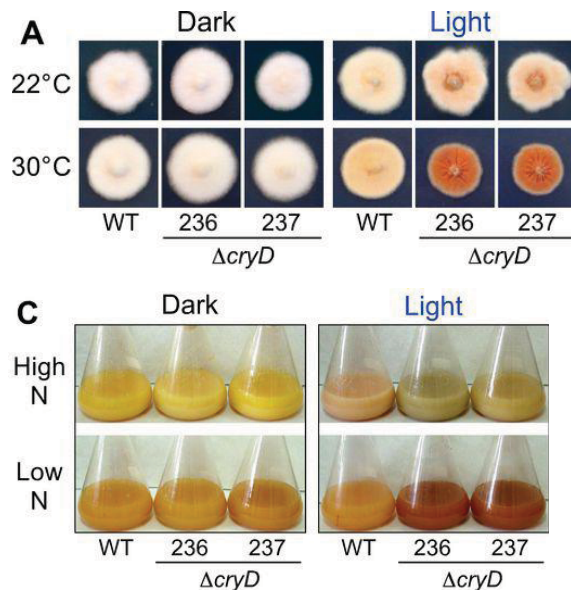 A
Dark
Light
22°C
30°C
WT
236
237
WT
236
237
ΔcryD
ΔcryD
C
Dark
Light
High
N
Low
N
WT
236
237
WT
236
237
ΔcryD
ΔcryD